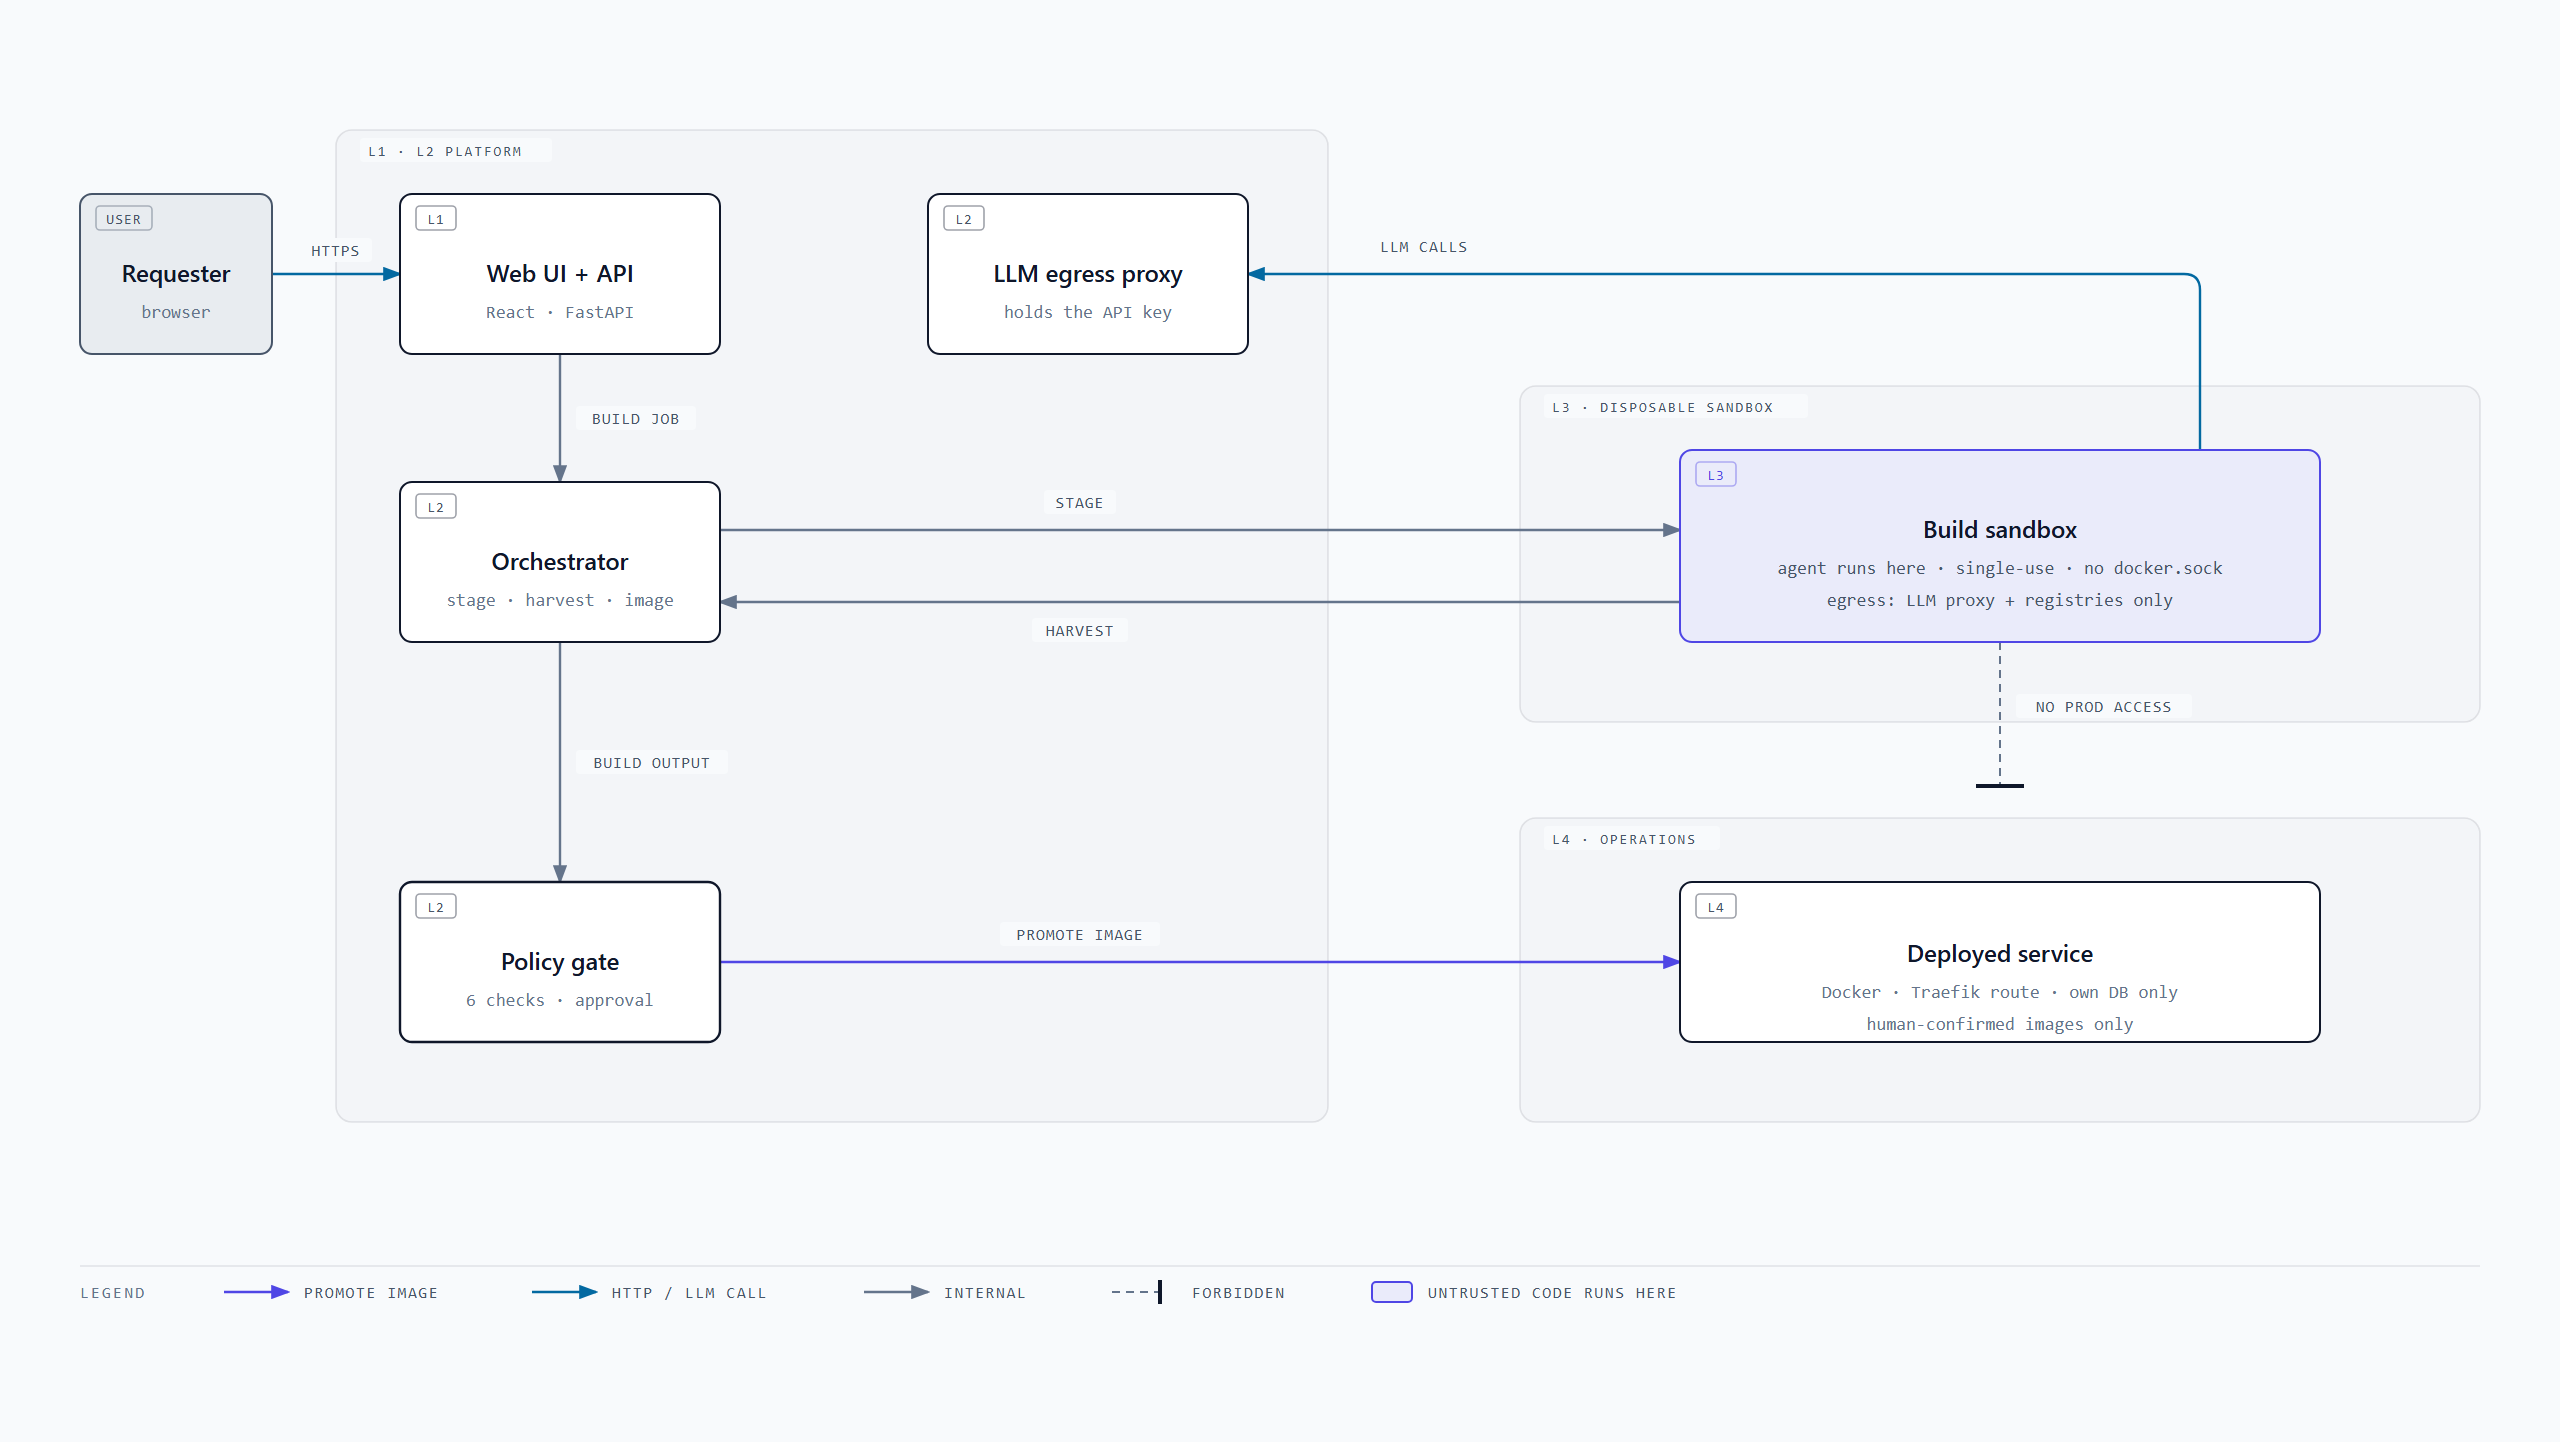 L1 · L2 PLATFORM
USER
Requester
browser
HTTPS
L1
Web UI + API
React · FastAPI
L2
LLM egress proxy
holds the API key
LLM CALLS
BUILD JOB
L2
Orchestrator
stage · harvest · image
STAGE
HARVEST
L3 · DISPOSABLE SANDBOX
L3
Build sandbox
agent runs here · single-use · no docker.sock
egress: LLM proxy + registries only
NO PROD ACCESS
BUILD OUTPUT
L2
Policy gate
6 checks · approval
PROMOTE IMAGE
L4 · OPERATIONS
L4
Deployed service
Docker · Traefik route · own DB only
human-confirmed images only
LEGEND
PROMOTE IMAGE
HTTP / LLM CALL
INTERNAL
FORBIDDEN
UNTRUSTED CODE RUNS HERE